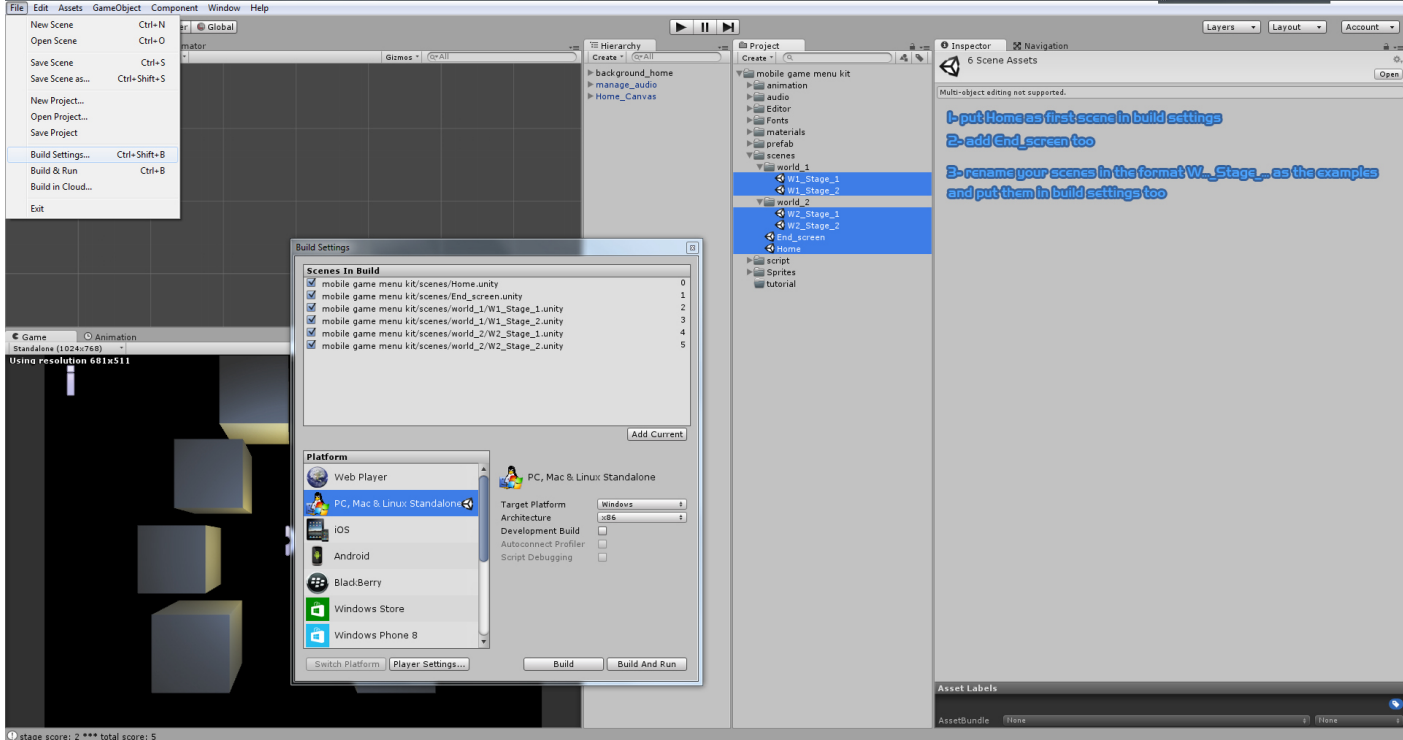 File Edit Assets GameObject Component Window Help
New Scene Ctrl+N
Open Scene Ctrl+O
Save Scene Ctrl+S
Save Scene as... Ctrl+Shift+S
New Project...
Open Project...
Save Project
Build Settings... Ctrl+Shift+B
Build & Run Ctrl+B
Build in Cloud...
Exit
Global
Layers Layout Account
Gizmos All
Hierarchy
Create All
background_home
manage_audio
Home_Canvas
Project
Create
mobile game menu kit
animation
audio
Editor
Fonts
materials
prefab
scenes
world_1
W1_Stage_1
W1_Stage_2
world_2
W2_Stage_1
W2_Stage_2
End_screen
Home
script
Sprites
tutorial
Inspector Navigation
6 Scene Assets
Open
Multi-object editing not supported.
1- put Home as first scene in build settings
2- add End_screen too
3- rename your scenes in the format W..._Stage_... as the examples
and put them in build settings too
Build Settings
Scenes In Build
mobile game menu kit/scenes/Home.unity 0
mobile game menu kit/scenes/End_screen.unity 1
mobile game menu kit/scenes/world_1/W1_Stage_1.unity 2
mobile game menu kit/scenes/world_1/W1_Stage_2.unity 3
mobile game menu kit/scenes/world_2/W2_Stage_1.unity 4
mobile game menu kit/scenes/world_2/W2_Stage_2.unity 5
Add Current
Platform
Web Player
PC, Mac & Linux Standalone
iOS
Android
BlackBerry
Windows Store
Windows Phone 8
PC, Mac & Linux Standalone
Target Platform Windows
Architecture x86
Development Build
Autoconnect Profiler
Script Debugging
Switch Platform Player Settings... Build Build And Run
Game Animation
Standalone (1024x768)
Using resolution 681x511
Asset Labels
AssetBundle None None
stage score: 2 *** total score: 5